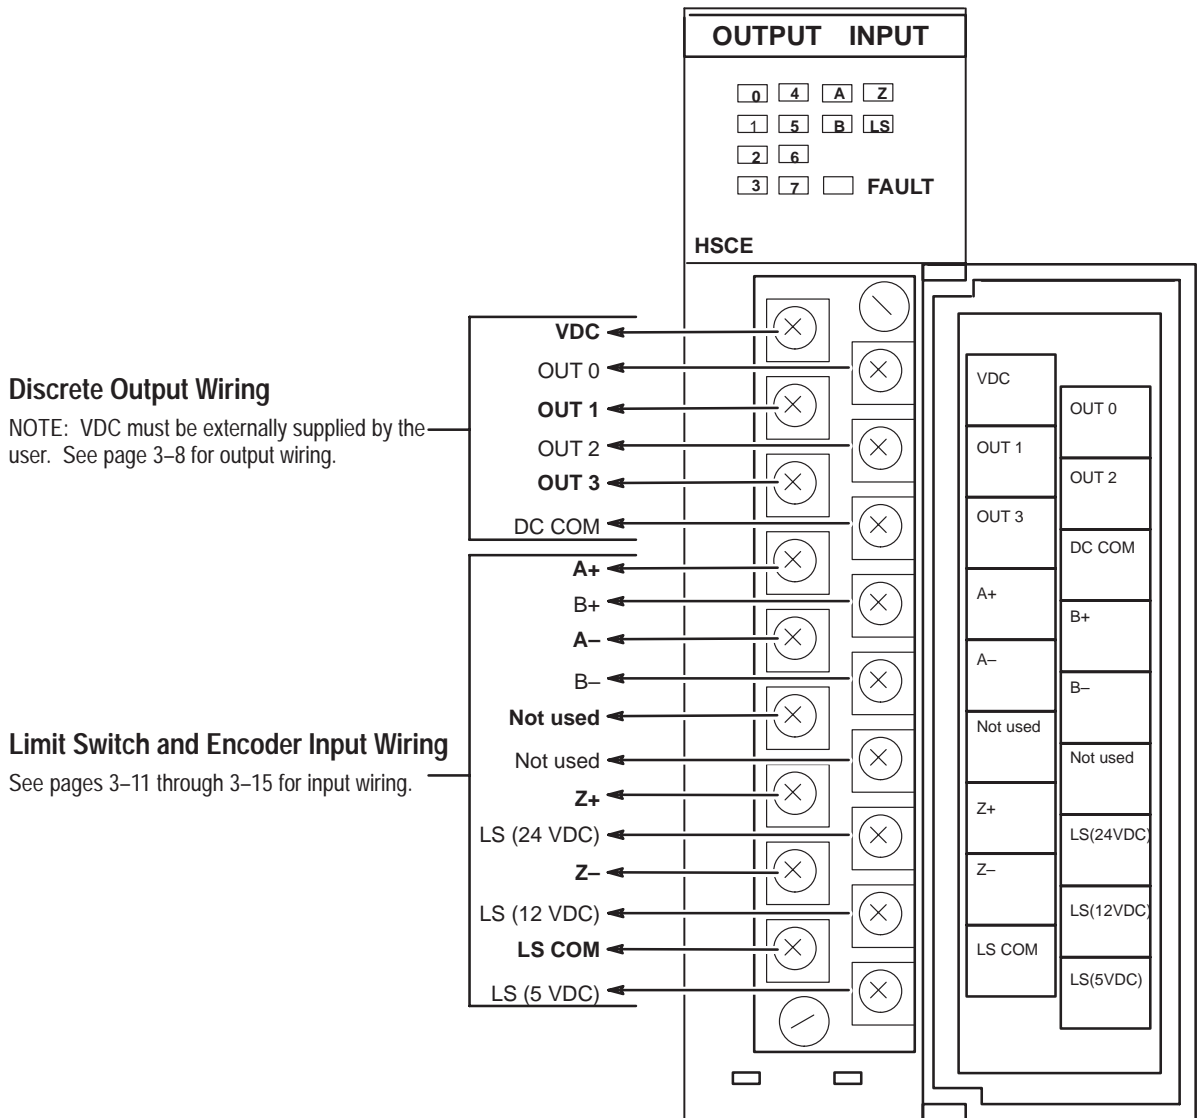 OUTPUT INPUT
0 4 A Z
1 5 B LS
2 6
3 7 FAULT
HSCE
Discrete Output Wiring
NOTE: VDC must be externally supplied by the
user. See page 3–8 for output wiring.
VDC
OUT 0
OUT 1
OUT 2
OUT 3
DC COM
Limit Switch and Encoder Input Wiring
See pages 3–11 through 3–15 for input wiring.
A+
B+
A–
B–
Not used
Not used
Z+
LS (24 VDC)
Z–
LS (12 VDC)
LS COM
LS (5 VDC)
VDC
OUT 0
OUT 1
OUT 2
OUT 3
DC COM
A+
B+
A–
B–
Not used
Not used
Z+
LS(24VDC)
Z–
LS(12VDC)
LS COM
LS(5VDC)